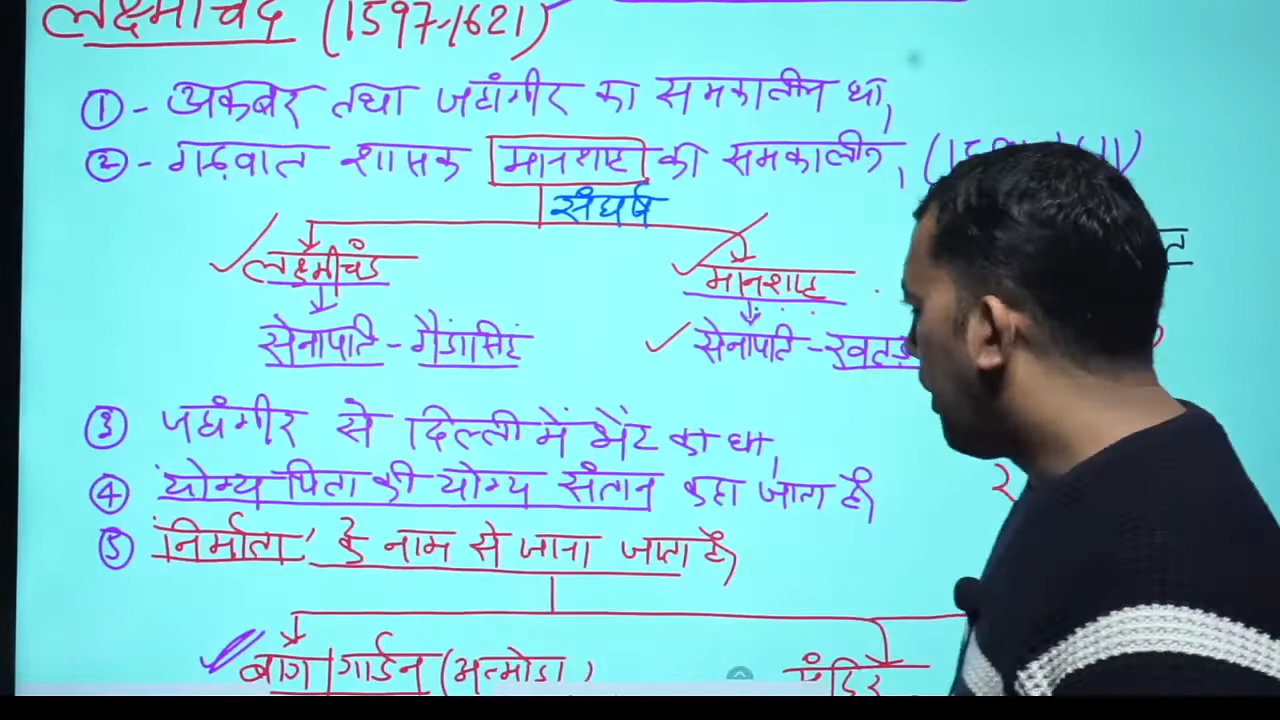 लक्ष्मीचंद (1597-1621)
① - अकबर तथा जहांगीर का समकालीन था,
② - गढ़वाल शासक मानशाह का समकालीन,
संघर्ष
लक्ष्मीचंद मानशाह
सेनापति - गैंडासिंह सेनापति -
③ जहांगीर से दिल्ली में भेंट का था,
④ योग्य पिता की योग्य संतान कहा जाता है,
⑤ 'निर्माता' के नाम से जाना जाता है,
बाग/गार्डन (अल्मोडा) मंदिर